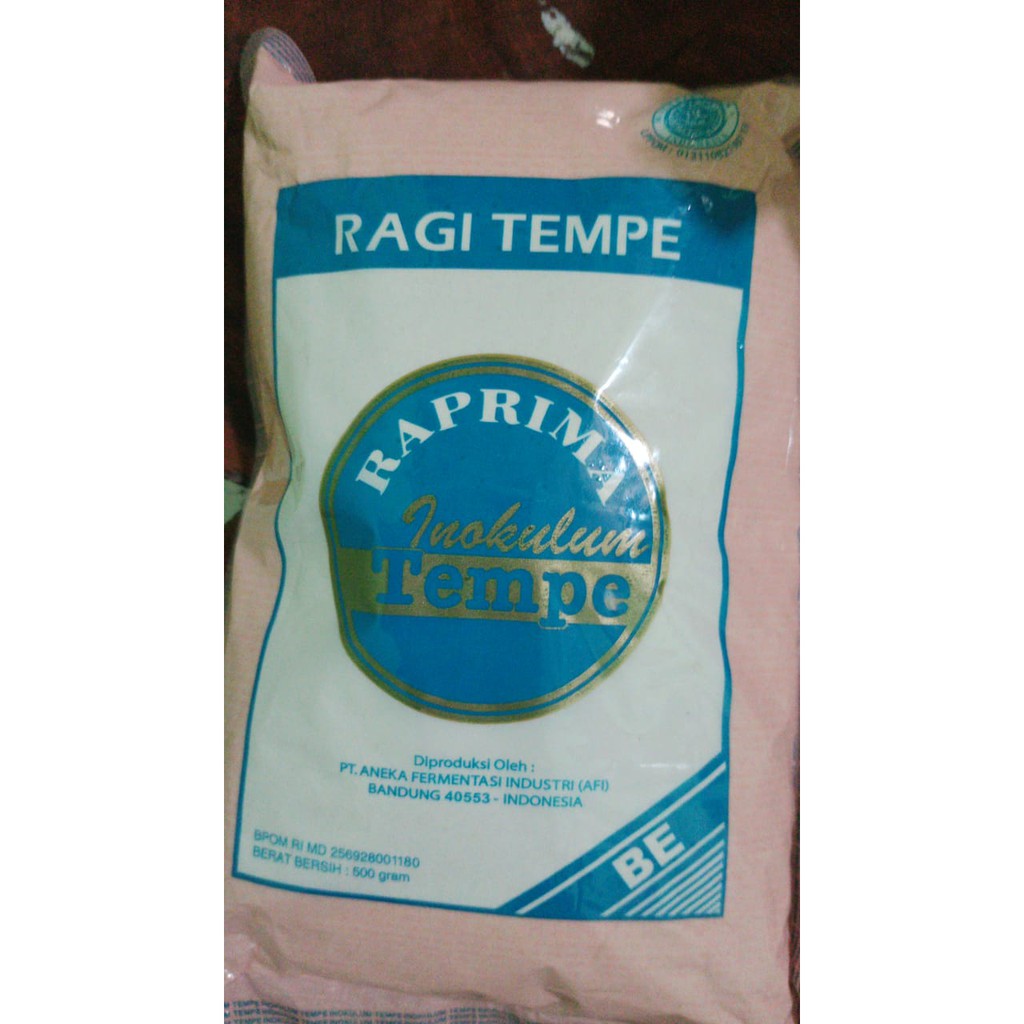 RAGI TEMPE
RAPRIMA
Inokulum
Tempe
Diproduksi Oleh :
PT. ANEKA FERMENTASI INDUSTRI (AFI)
BANDUNG 40553 - INDONESIA
BPOM RI MD 256928001180
BERAT BERSIH : 500 gram
BE